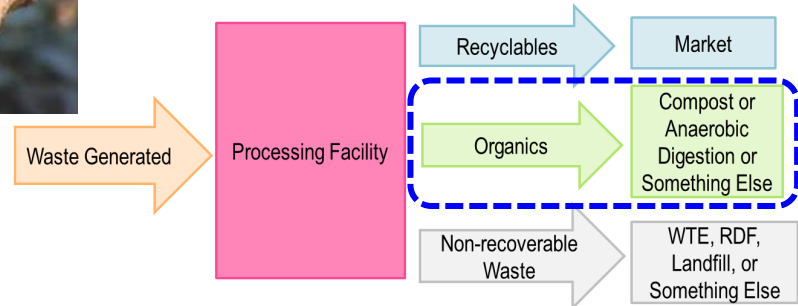 Waste Generated
Processing Facility
Recyclables
Market
Organics
Compost or
Anaerobic
Digestion or
Something Else
Non-recoverable
Waste
WTE, RDF,
Landfill, or
Something Else